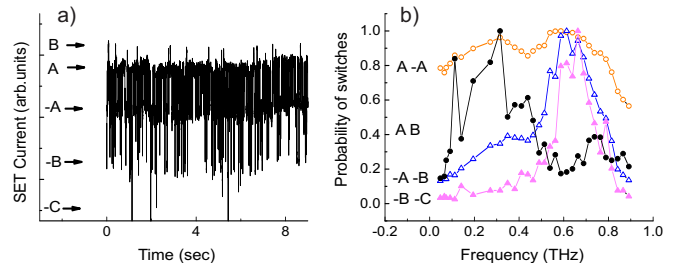 a)
SET Current (arb.units)
B
A
-A
-B
-C
0
4
8
Time (sec)
b)
Probability of switches
1.0
0.8
0.6
0.4
0.2
0.0
A -A
A B
-A -B
-B -C
-0.2
0.0
0.2
0.4
0.6
0.8
1.0
Frequency (THz)